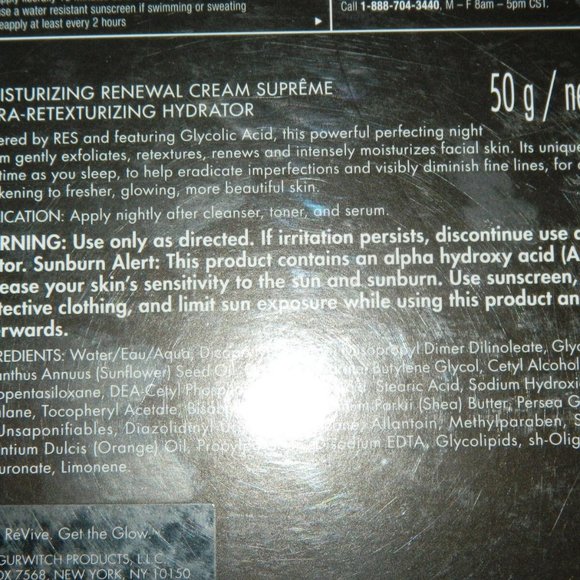 use a water resistant sunscreen if swimming or sweating
reapply at least every 2 hours
Call 1-888-704-3440, M – F 8am – 5pm CST.
ISTURIZING RENEWAL CREAM SUPRÊME
RA-RETEXTURIZING HYDRATOR
50 g / ne
ered by RES and featuring Glycolic Acid, this powerful perfecting night
m gently exfoliates, retextures, renews and intensely moisturizes facial skin. Its unique
time as you sleep, to help eradicate imperfections and visibly diminish fine lines, for
kening to fresher, glowing, more beautiful skin.
ICATION: Apply nightly after cleanser, toner, and serum.
RNING: Use only as directed. If irritation persists, discontinue use
tor. Sunburn Alert: This product contains an alpha hydroxy acid (A
ease your skin's sensitivity to the sun and sunburn. Use sunscreen,
tective clothing, and limit sun exposure while using this product an
erwards.
REDIENTS: Water/Eau/Aqua, Dimer Dilinoleate, Glyc
anthus Annuus (Sunflower) Seed Oil Butylene Glycol, Cetyl Alcohol
opentasiloxane, DEA-Cetyl Stearic Acid, Sodium Hydroxi
alane, Tocopheryl Acetate, (Shea) Butter, Persea G
Unsaponifiables, Diazolidinyl Allantoin, Methylparaben, S
ntium Dulcis (Orange) Oil, EDTA, Glycolipids, sh-Olig
uronate, Limonene.
RéVive. Get the Glow.™
GURWITCH PRODUCTS, L.L.C.
OX 7568, NEW YORK, NY 10150